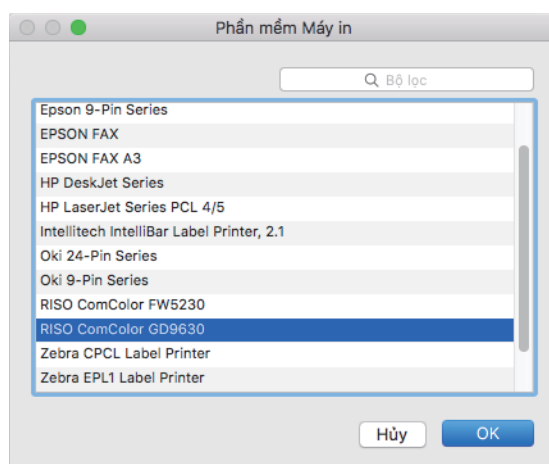 Phần mềm Máy in
Bộ lọc
Epson 9-Pin Series
EPSON FAX
EPSON FAX A3
HP DeskJet Series
HP LaserJet Series PCL 4/5
Intellitech IntelliBar Label Printer, 2.1
Oki 24-Pin Series
Oki 9-Pin Series
RISO ComColor FW5230
RISO ComColor GD9630
Zebra CPCL Label Printer
Zebra EPL1 Label Printer
Hủy OK